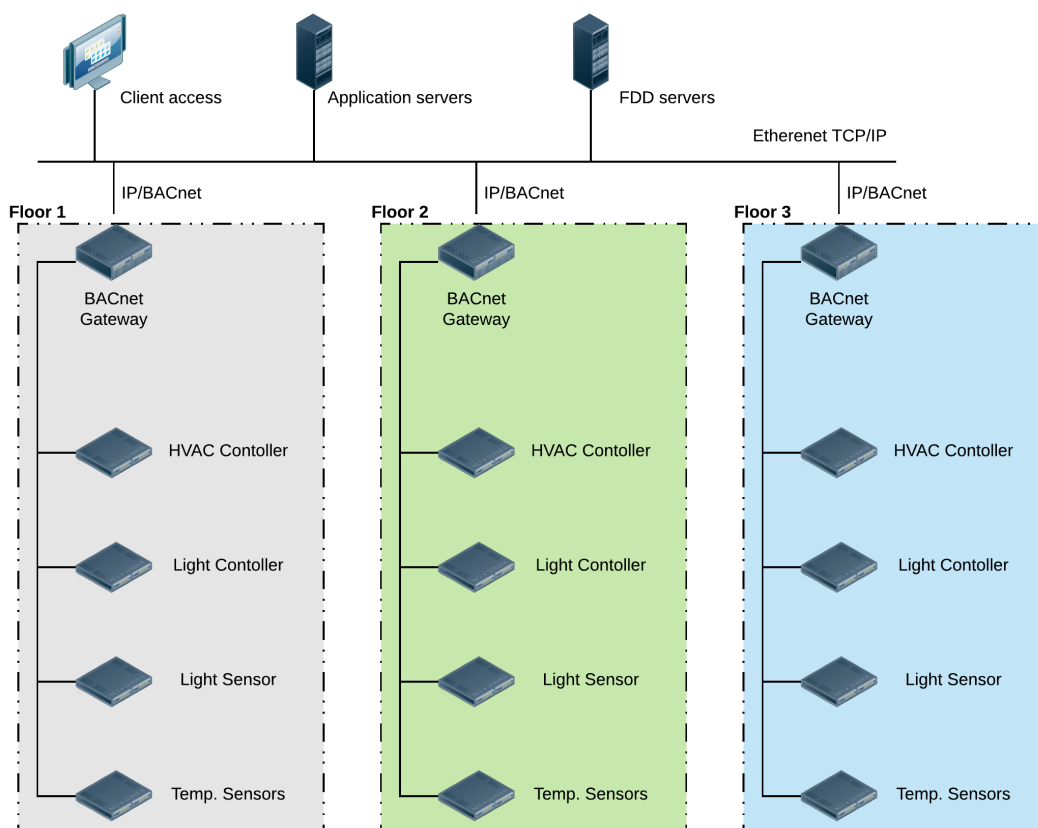 Client access
Application servers
FDD servers
Etherenet TCP/IP
IP/BACnet
IP/BACnet
IP/BACnet
Floor 1
Floor 2
Floor 3
BACnet
Gateway
BACnet
Gateway
BACnet
Gateway
HVAC Contoller
HVAC Contoller
HVAC Contoller
Light Contoller
Light Contoller
Light Contoller
Light Sensor
Light Sensor
Light Sensor
Temp. Sensors
Temp. Sensors
Temp. Sensors